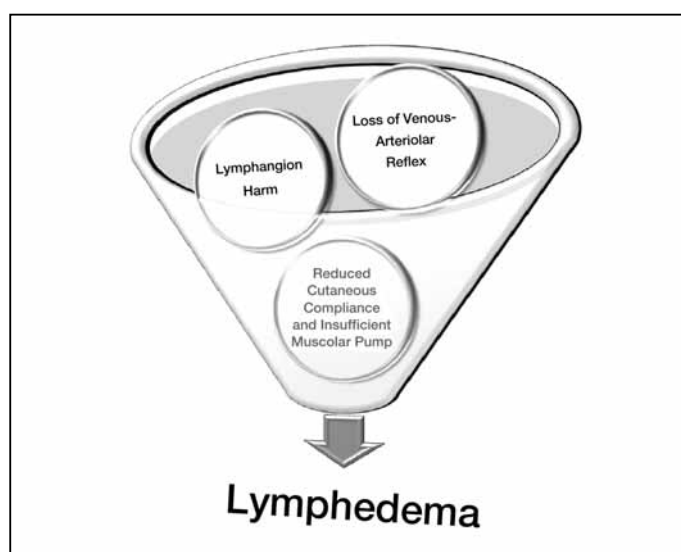 Loss of Venous-
Arteriolar
Reflex
Lymphangion
Harm
Reduced
Cutaneous
Compliance
and Insufficient
Muscolar Pump
Lymphedema